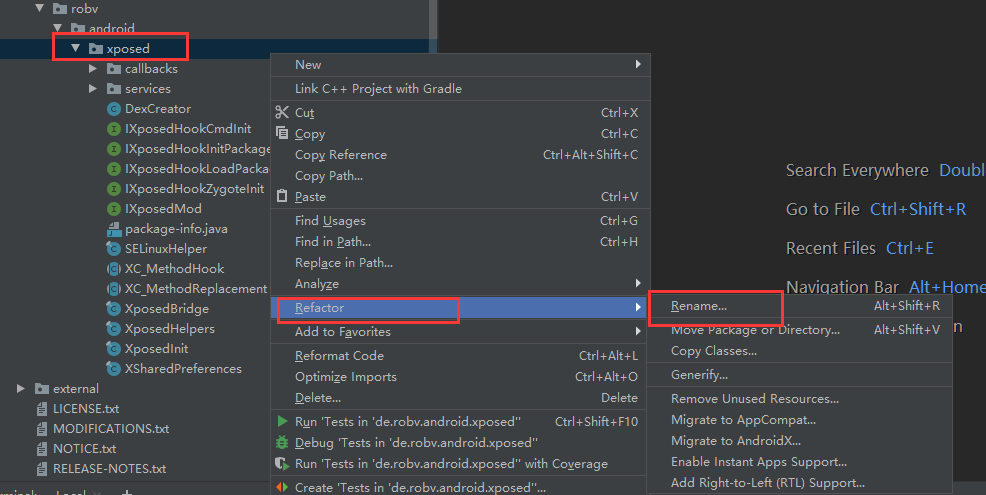 robv
android
xposed
callbacks
services
DexCreator
IXposedHookCmdInit
IXposedHookInitPackage
IXposedHookLoadPacka
IXposedHookZygoteInit
IXposedMod
package-info.java
SELinuxHelper
XC_MethodHook
XC_MethodReplacement
XposedBridge
XposedHelpers
XposedInit
XSharedPreferences
external
LICENSE.txt
MODIFICATIONS.txt
NOTICE.txt
RELEASE-NOTES.txt
New
Link C++ Project with Gradle
Cut Ctrl+X
Copy Ctrl+C
Copy Reference Ctrl+Alt+Shift+C
Copy Path...
Paste Ctrl+V
Find Usages Ctrl+G
Find in Path... Ctrl+H
Replace in Path...
Analyze
Refactor
Add to Favorites
Reformat Code Ctrl+Alt+L
Optimize Imports Ctrl+Alt+O
Delete... Delete
Run 'Tests in 'de.robv.android.xposed'' Ctrl+Shift+F10
Debug 'Tests in 'de.robv.android.xposed''
Run 'Tests in 'de.robv.android.xposed'' with Coverage
Create 'Tests in 'de.robv.android.xposed''...
Search Everywhere Doubl
Go to File Ctrl+Shift+R
Recent Files Ctrl+E
Navigation Bar Alt+Home
Rename... Alt+Shift+R
Move Package or Directory... Alt+Shift+V
Copy Classes...
Generify...
Remove Unused Resources...
Migrate to AppCompat...
Migrate to AndroidX...
Enable Instant Apps Support...
Add Right-to-Left (RTL) Support...